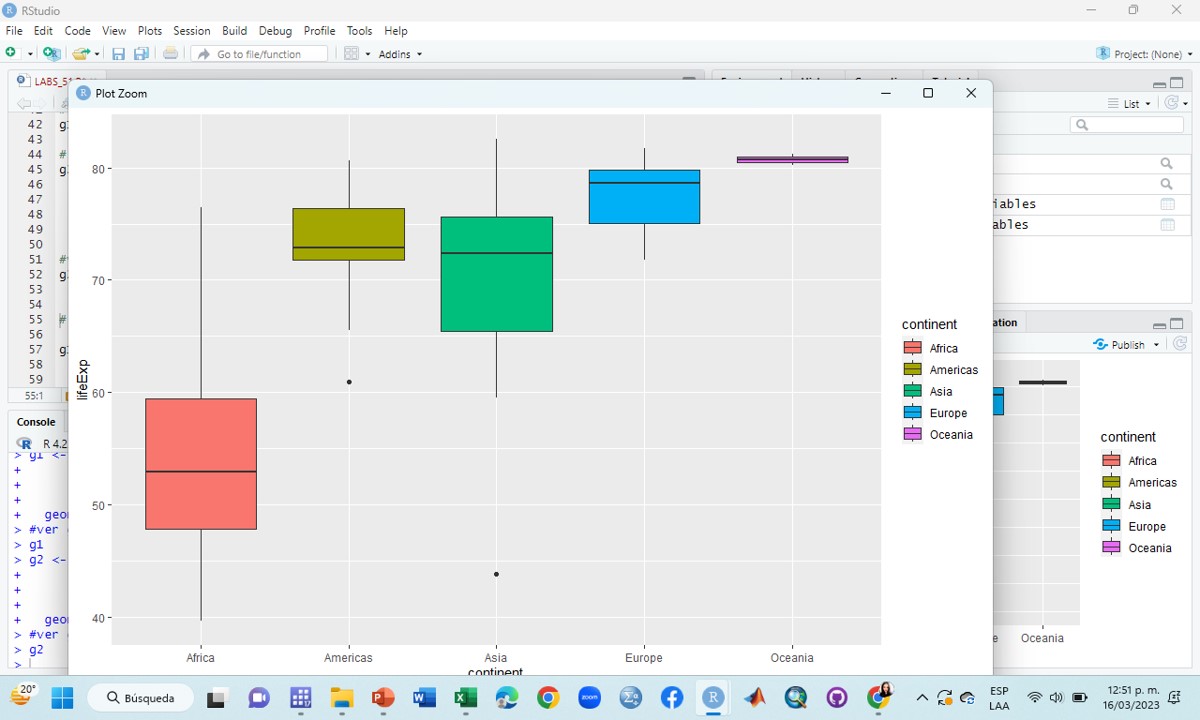 RStudio
File Edit Code View Plots Session Build Debug Profile Tools Help
Go to file/function
Addins
Project: (None)
LABS_5
Plot Zoom
List
42 g
43
44 #
45 g
46
47
48
49
50
51 #
52 g
53
54
55 #
56
57 g
58
59
55:1
iables
ables
ation
Publish
80
70
60
50
40
lifeExp
Africa Americas Asia Europe Oceania
continent
continent
Africa
Americas
Asia
Europe
Oceania
continent
Africa
Americas
Asia
Europe
Oceania
e Oceania
Console
R 4.2
> g1 <-
+
+
+
+ geo
> #ver
> g1
> g2 <-
+
+
+
+ geo
> #ver
> g2
>
20°
Búsqueda
zoom
ESP
LAA
12:51 p. m.
16/03/2023